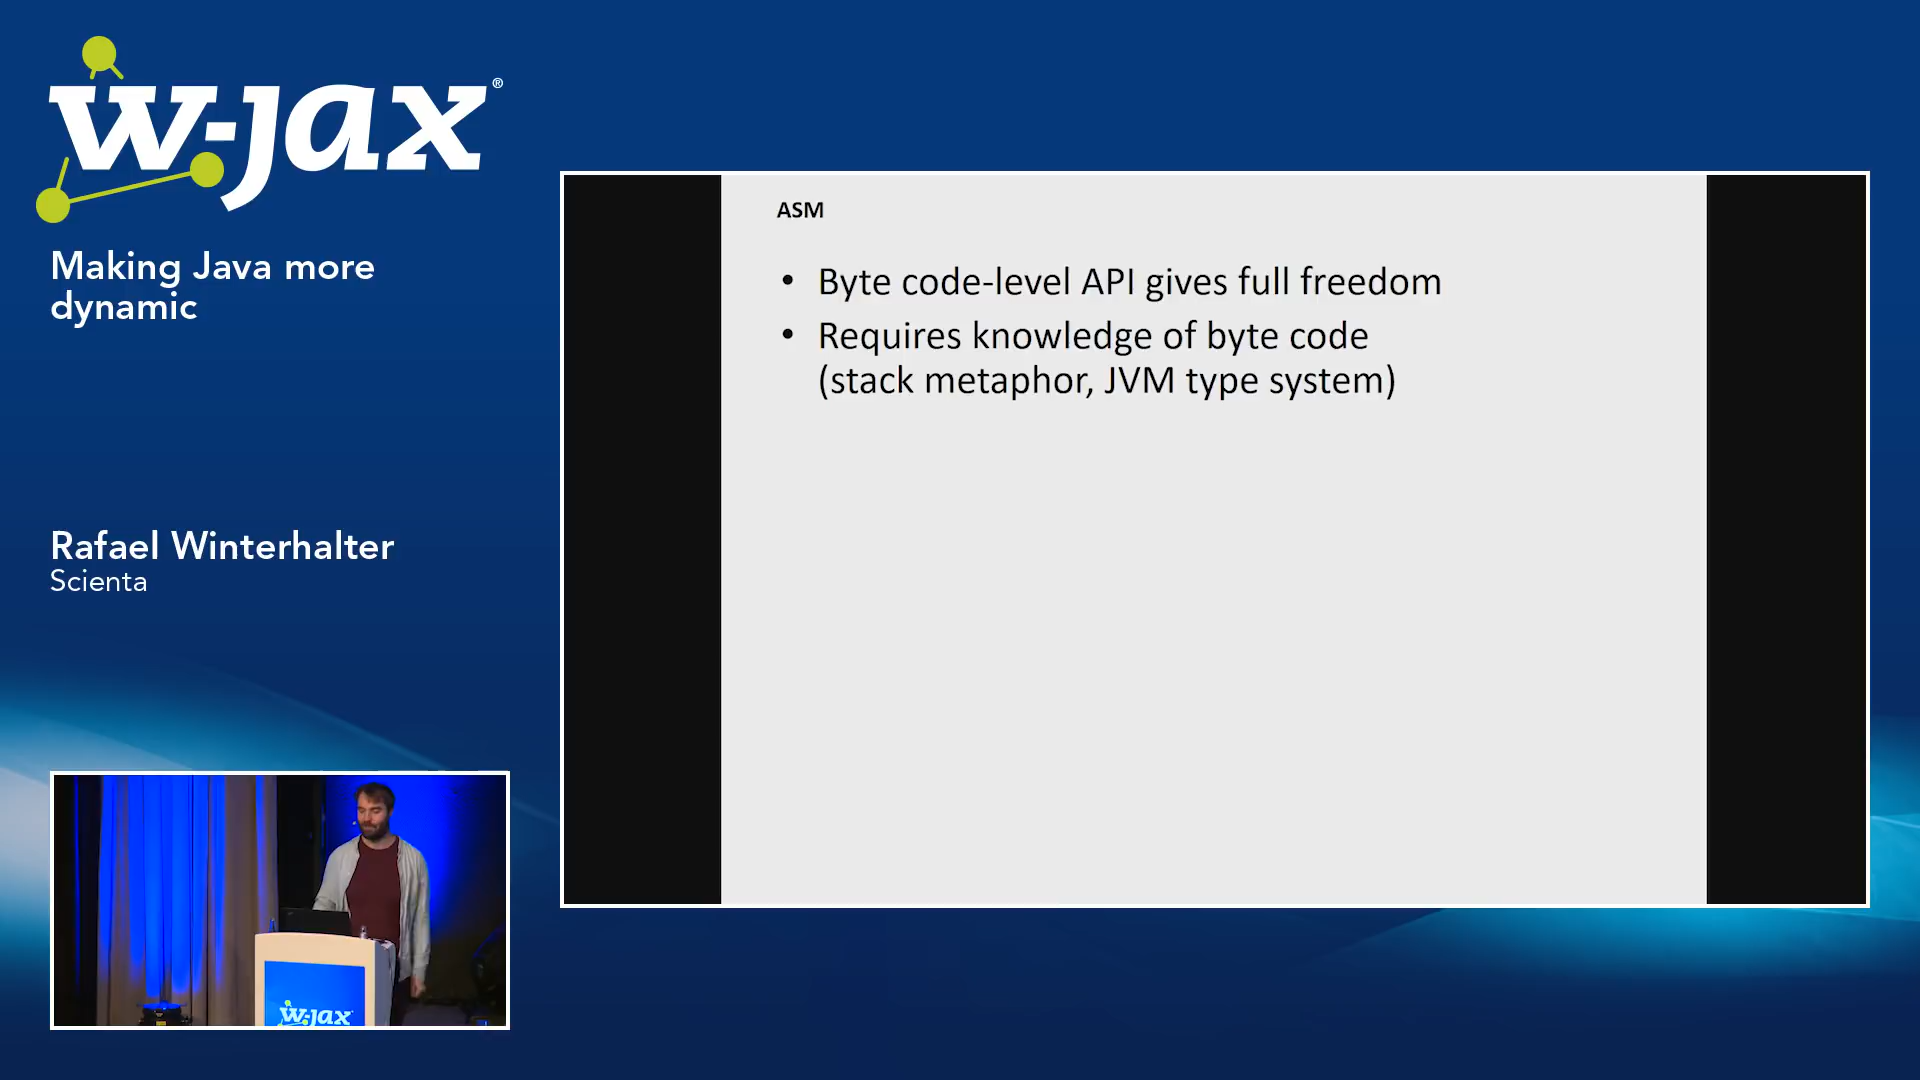 w-jax®
Making Java more
dynamic
Rafael Winterhalter
Scienta
ASM
• Byte code-level API gives full freedom
• Requires knowledge of byte code
(stack metaphor, JVM type system)
w-jax